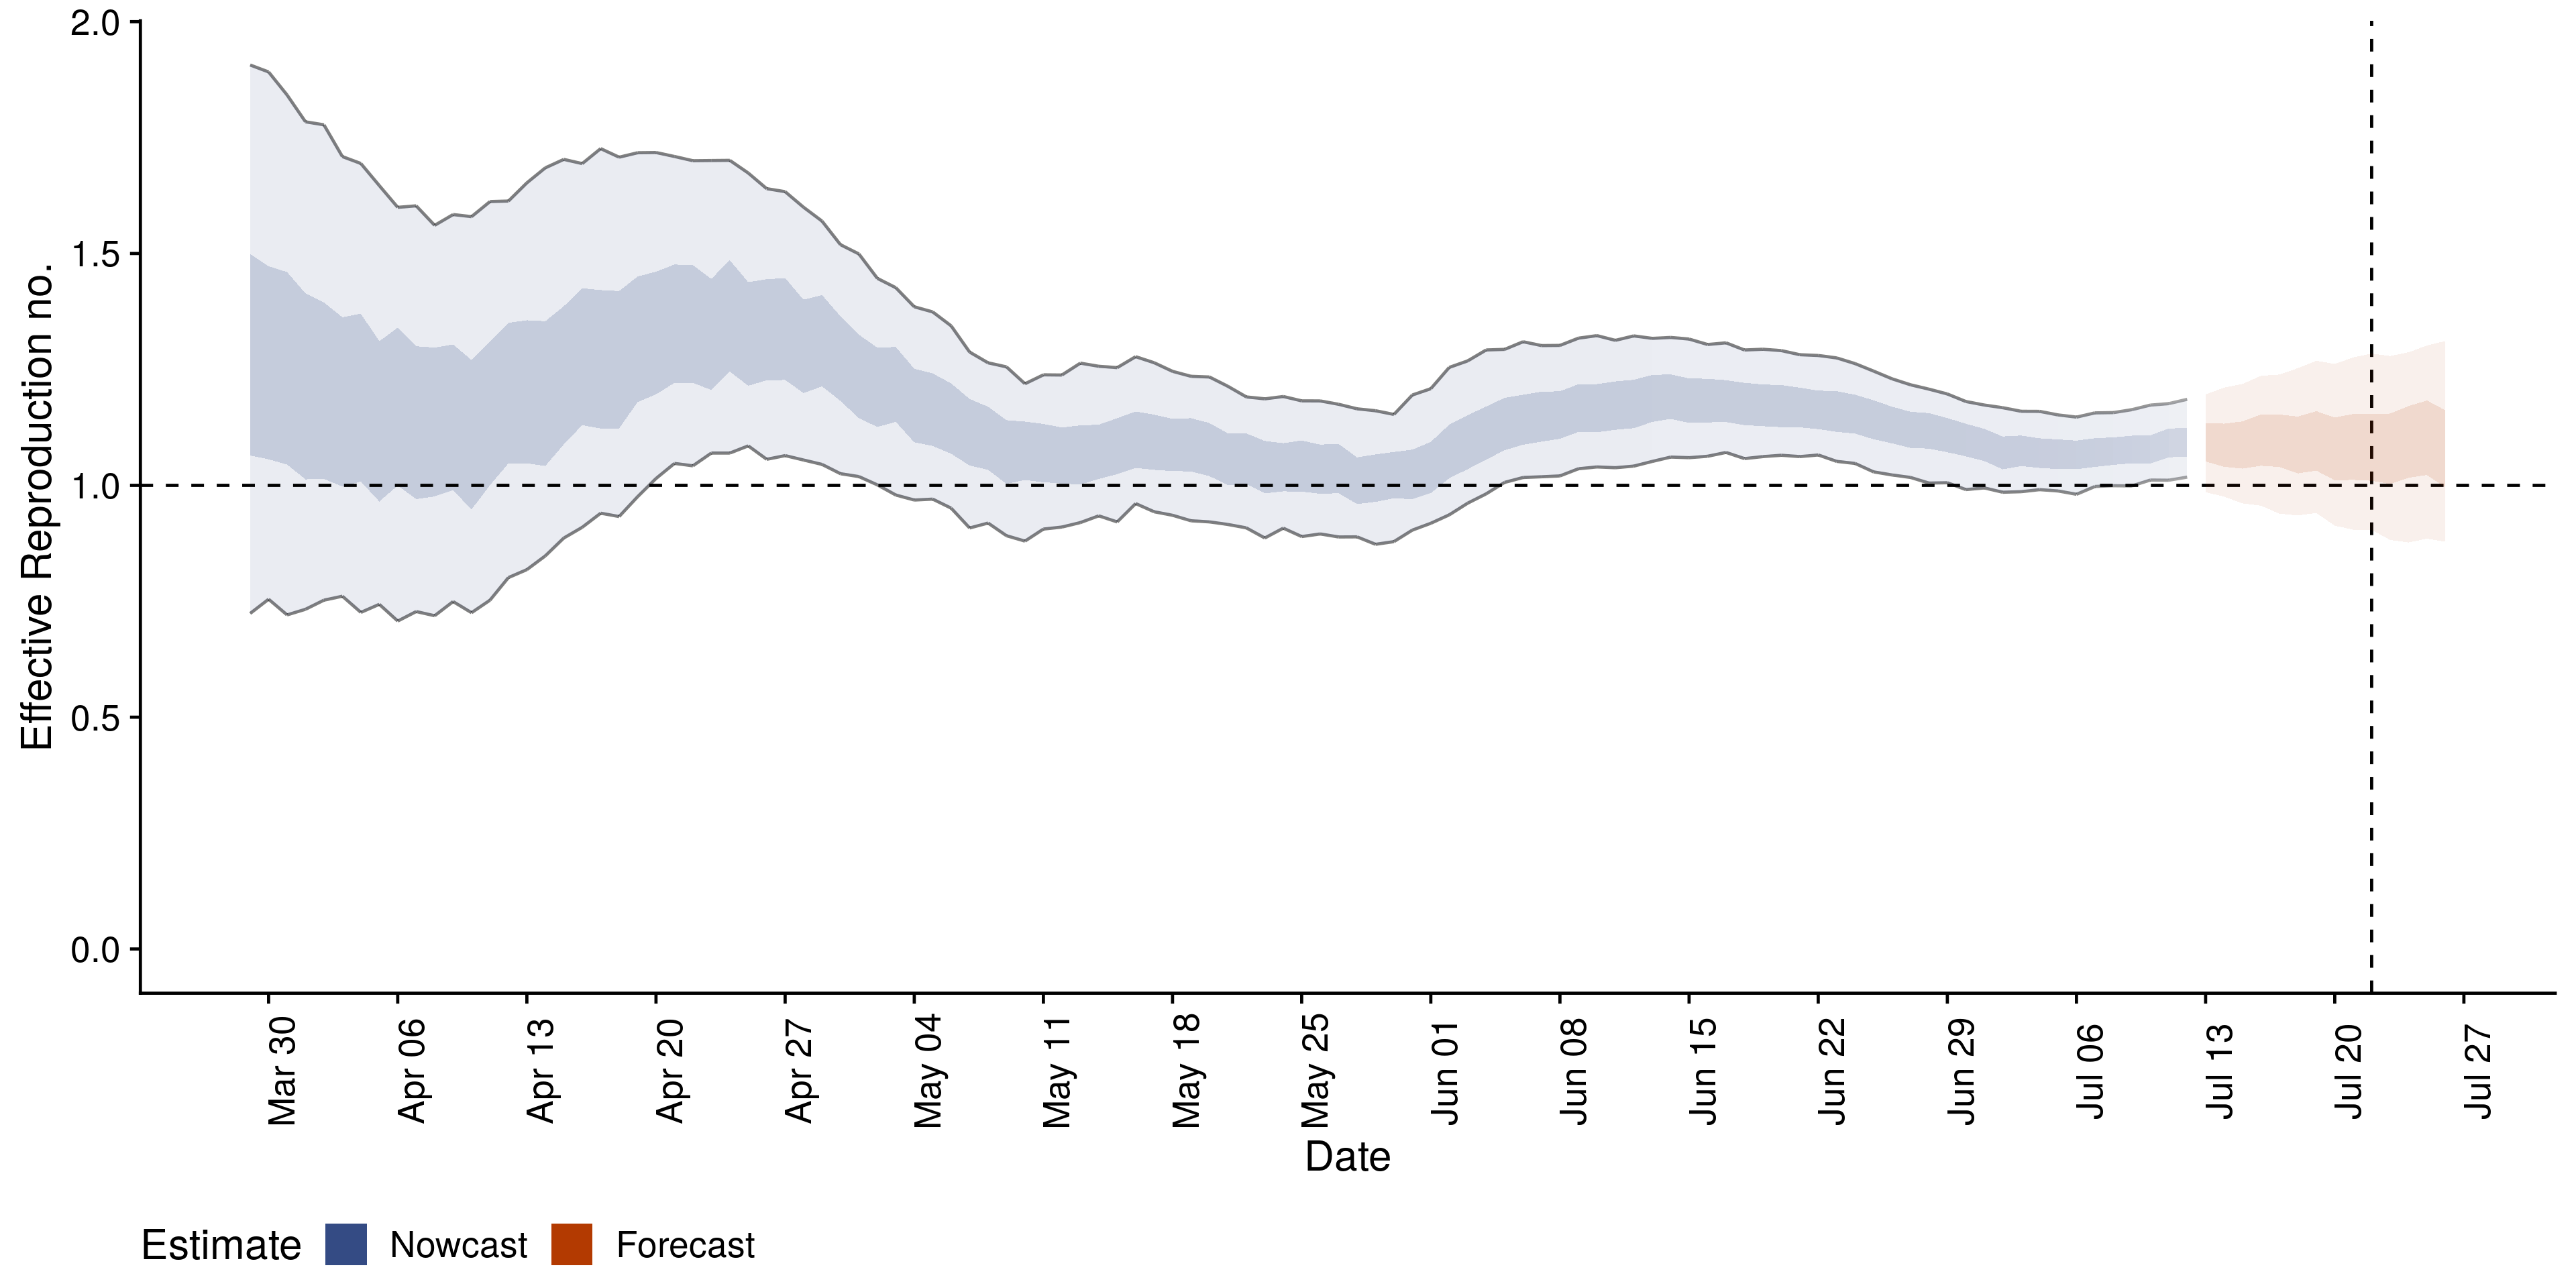 Effective Reproduction no.
2.0
1.5
1.0
0.5
0.0
Mar 30
Apr 06
Apr 13
Apr 20
Apr 27
May 04
May 11
May 18
May 25
Jun 01
Jun 08
Jun 15
Jun 22
Jun 29
Jul 06
Jul 13
Jul 20
Jul 27
Date
Estimate Nowcast Forecast